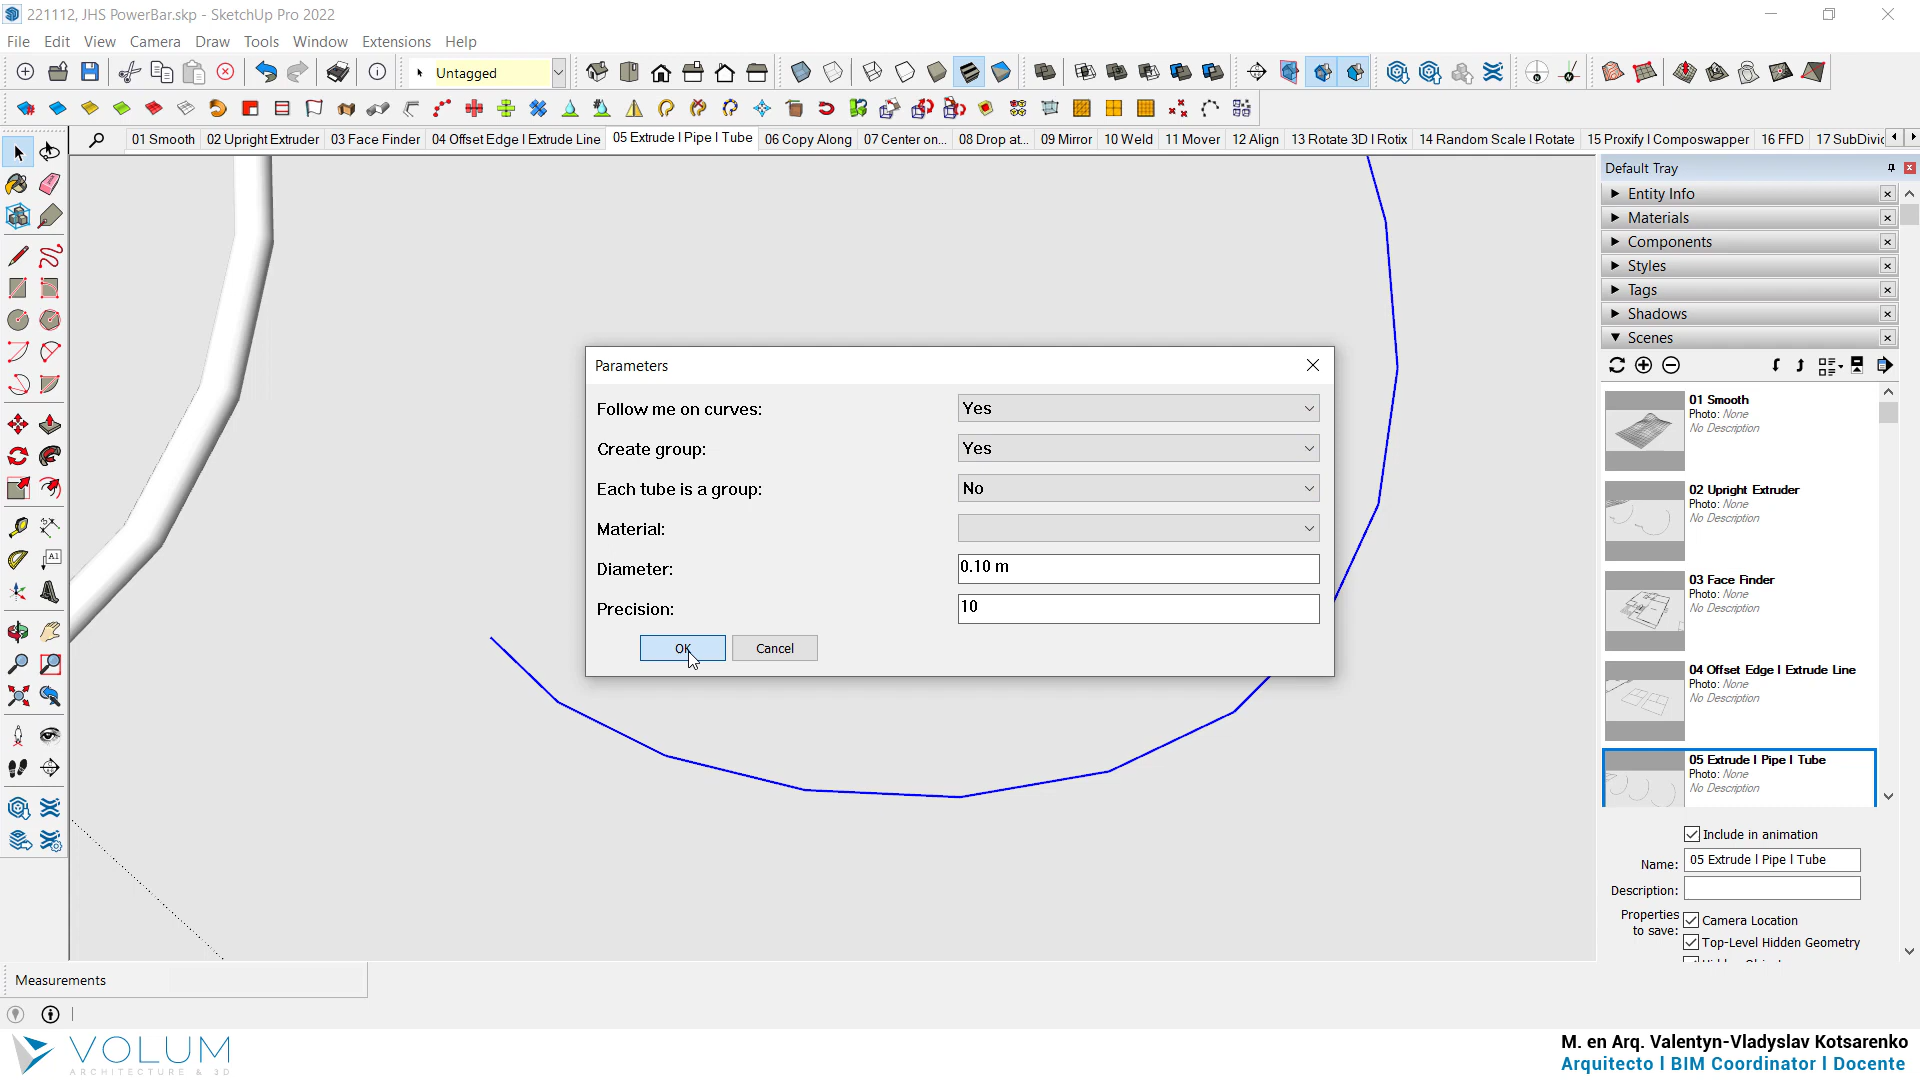 221112, JHS PowerBar.skp - SketchUp Pro 2022
File Edit View Camera Draw Tools Window Extensions Help
Untagged
01 Smooth 02 Upright Extruder 03 Face Finder 04 Offset Edge | Extrude Line 05 Extrude | Pipe | Tube 06 Copy Along 07 Center on... 08 Drop at... 09 Mirror 10 Weld 11 Mover 12 Align 13 Rotate 3D | Rotix 14 Random Scale | Rotate 15 Proxify | Composwapper 16 FFD 17 SubDivi
Default Tray
Entity Info
Materials
Components
Styles
Tags
Shadows
Scenes
01 Smooth
Photo: None
No Description
02 Upright Extruder
Photo: None
No Description
03 Face Finder
Photo: None
No Description
04 Offset Edge | Extrude Line
Photo: None
No Description
05 Extrude | Pipe | Tube
Photo: None
No Description
Include in animation
Name: 05 Extrude | Pipe | Tube
Description:
Properties to save:
Camera Location
Top-Level Hidden Geometry
Parameters
Follow me on curves: Yes
Create group: Yes
Each tube is a group: No
Material:
Diameter: 0.10 m
Precision: 10
OK Cancel
A1
Measurements
VOLUM
ARCHITECTURE & 3D
M. en Arq. Valentyn-Vladyslav Kotsarenko
Arquitecto | BIM Coordinator | Docente